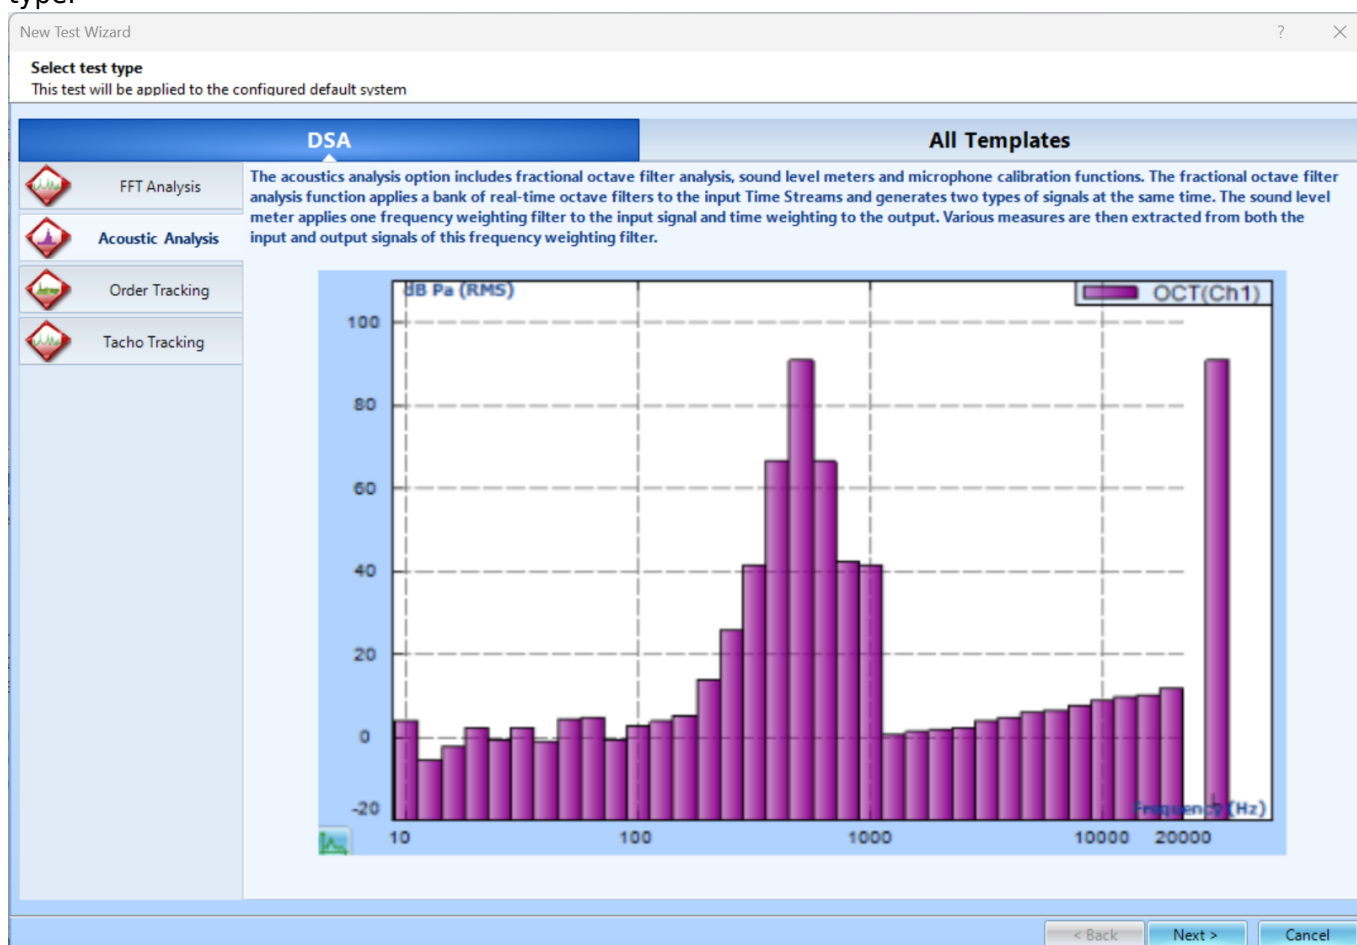 type.
New Test Wizard
Select test type
This test will be applied to the configured default system
DSA
All Templates
FFT Analysis
Acoustic Analysis
Order Tracking
Tacho Tracking
The acoustics analysis option includes fractional octave filter analysis, sound level meters and microphone calibration functions. The fractional octave filter
analysis function applies a bank of real-time octave filters to the input Time Streams and generates two types of signals at the same time. The sound level
meter applies one frequency weighting filter to the input signal and time weighting to the output. Various measures are then extracted from both the
input and output signals of this frequency weighting filter.
dB Pa (RMS)
OCT(Ch1)
100
80
60
40
20
0
-20
Frequency (Hz)
10
100
1000
10000
20000
< Back
Next >
Cancel